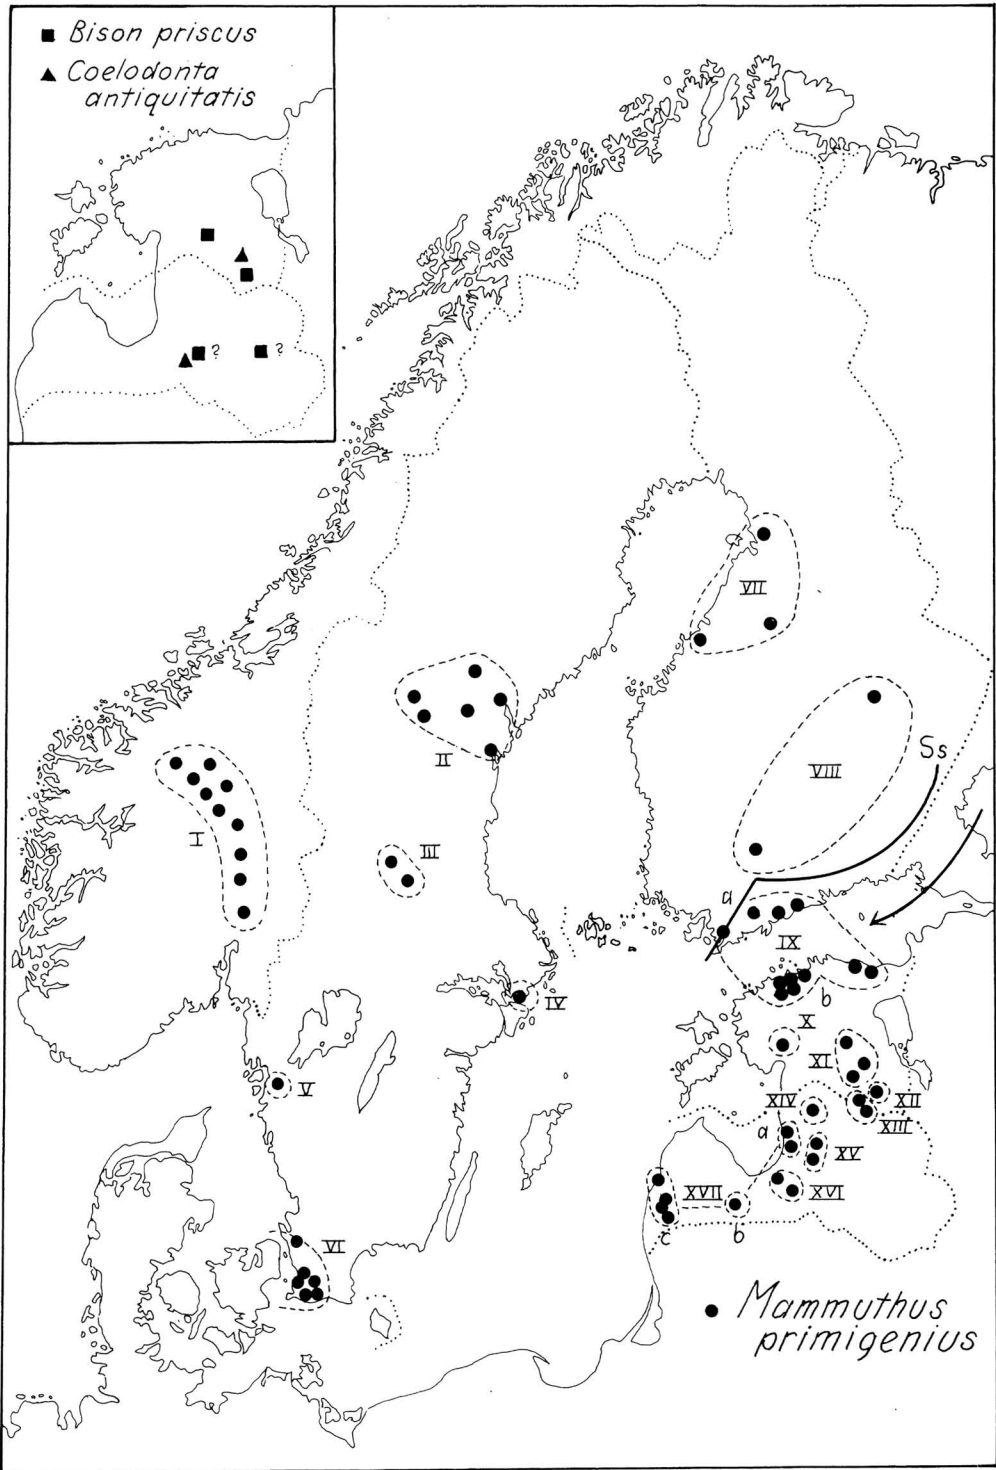 Bison priscus
Coelodonta
antiquitatis
?
?
VII
II
VIII
Ss
I
III
a
IX
IV
b
X
XI
V
XIV
XII
XIII
a
XV
XVII
XVI
c
b
VI
Mammuthus
primigenius